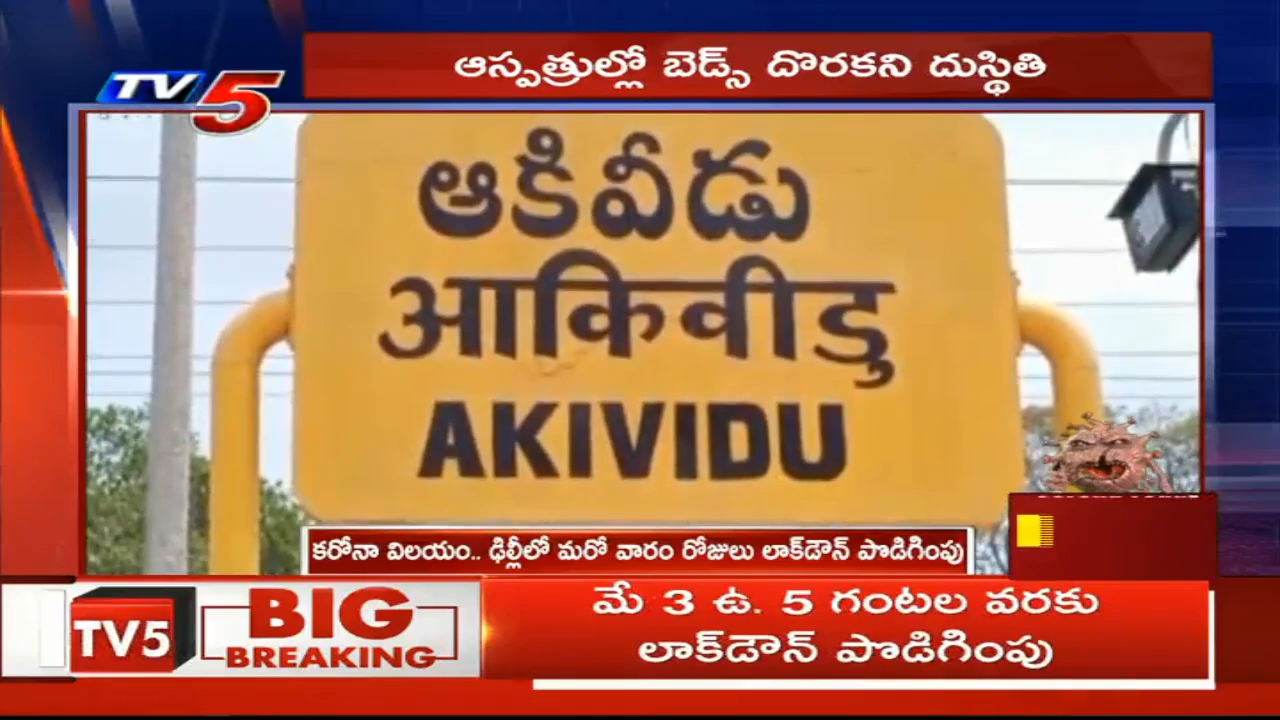 ఆస్పత్రుల్లో బెడ్స్ దొరకని దుస్థితి
TV5
ఆకివీడు
आकिवीडु
AKIVIDU
కరోనా విలయం.. ఢిల్లీలో మరో వారం రోజులు లాక్‌డౌన్ పొడిగింపు
TV5
BIG
BREAKING
మే 3 ఉ. 5 గంటల వరకు
లాక్‌డౌన్ పొడిగింపు